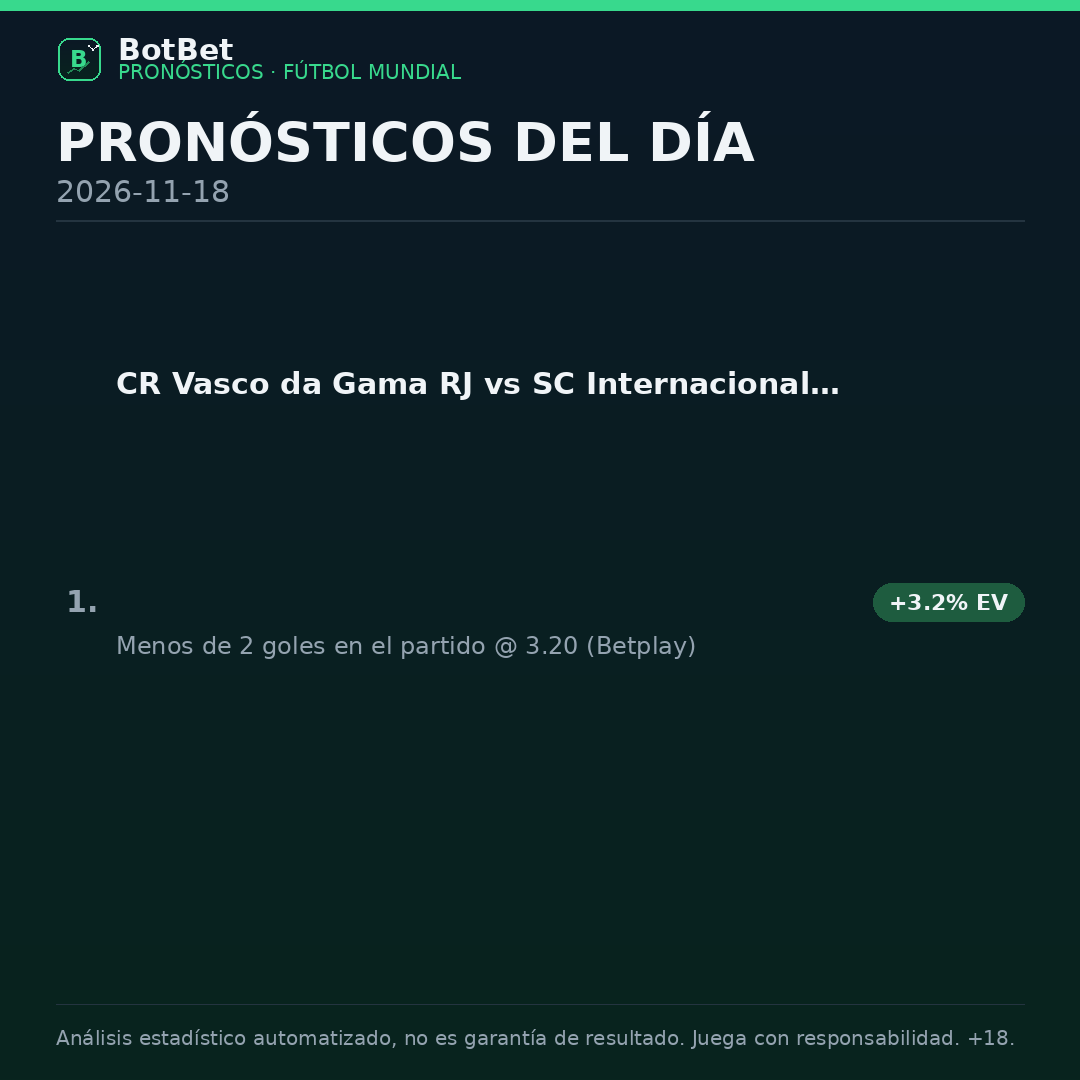 B
BotBet
PRONÓSTICOS · FÚTBOL MUNDIAL
PRONÓSTICOS DEL DÍA
2026-11-18
CR Vasco da Gama RJ vs SC Internacional…
1.
+3.2% EV
Menos de 2 goles en el partido @ 3.20 (Betplay)
Análisis estadístico automatizado, no es garantía de resultado. Juega con responsabilidad. +18.